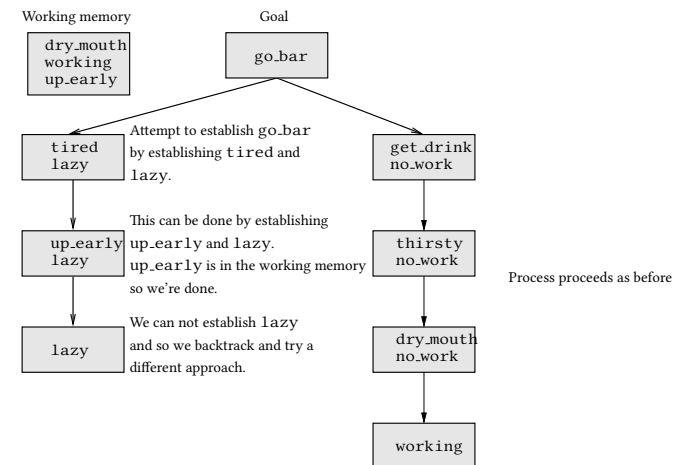 Working memory
Goal
dry_mouth
working
up_early
go_bar
tired
lazy
Attempt to establish go_bar
by establishing tired and
lazy.
get_drink
no_work
up_early
lazy
This can be done by establishing
up_early and lazy.
up_early is in the working memory
so we're done.
thirsty
no_work
Process proceeds as before
lazy
We can not establish lazy
and so we backtrack and try a
different approach.
dry_mouth
no_work
working